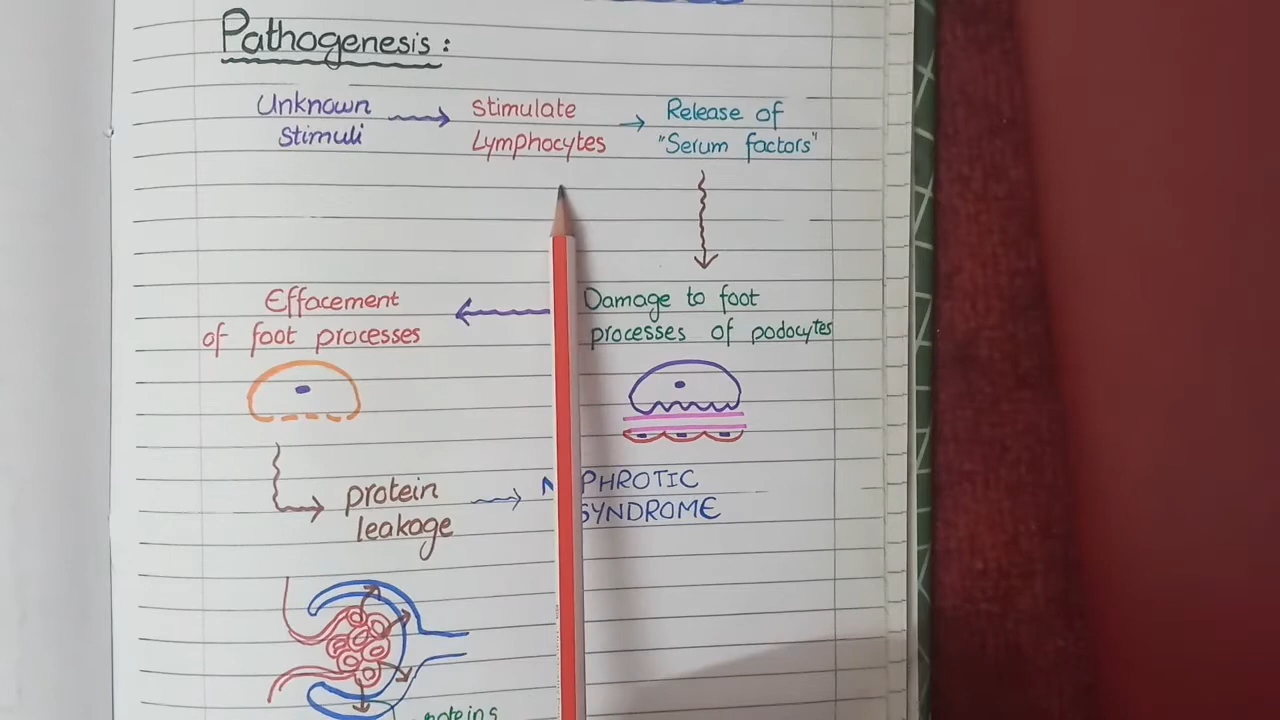 Pathogenesis :
Unknown
Stimuli
Stimulate
Lymphocytes
Release of
"Serum factors"
Damage to foot
processes of podocytes
Effacement
of foot processes
protein
leakage
PHROTIC
SYNDROME